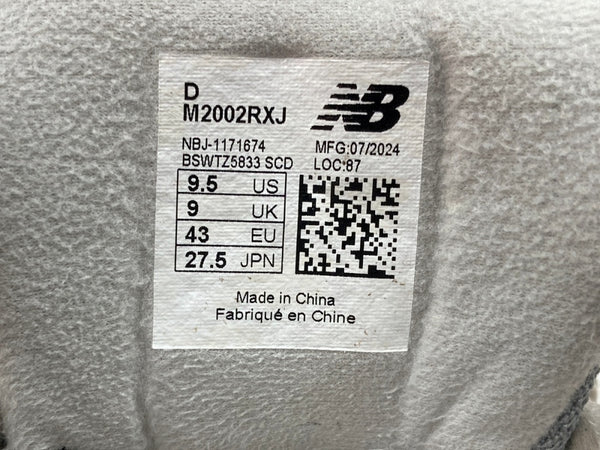 D
M2002RXJ
NB
NBJ-1171674
MFG:07/2024
BSWTZ5833 SCD
LOC:87
9.5 US
9 UK
43 EU
27.5 JPN
Made in China
Fabriqué en Chine